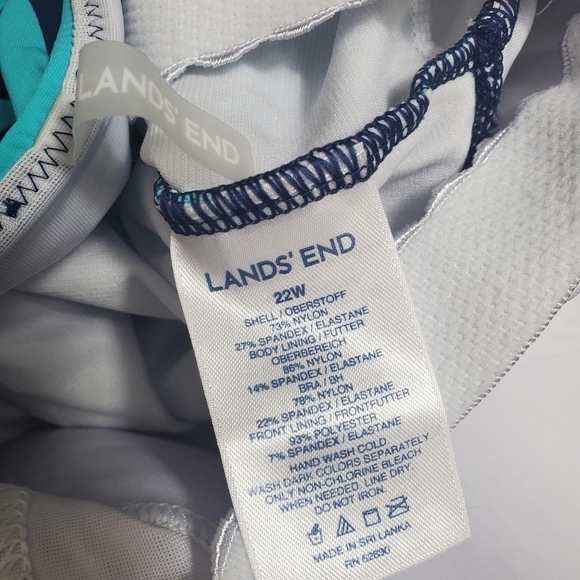 LANDS' END
LANDS' END
22W
SHELL / OBERSTOFF
73% NYLON
27% SPANDEX / ELASTANE
BODY LINING / FUTTER
OBERBEREICH
86% NYLON
14% SPANDEX / ELASTANE
BRA / BH
78% NYLON
22% SPANDEX / ELASTANE
FRONT LINING / FRONTFUTTER
93% POLYESTER
7% SPANDEX / ELASTANE
HAND WASH COLD
WASH DARK COLORS SEPARATELY
ONLY NON-CHLORINE BLEACH
WHEN NEEDED. LINE DRY
DO NOT IRON.
MADE IN SRI LANKA
RN 62830